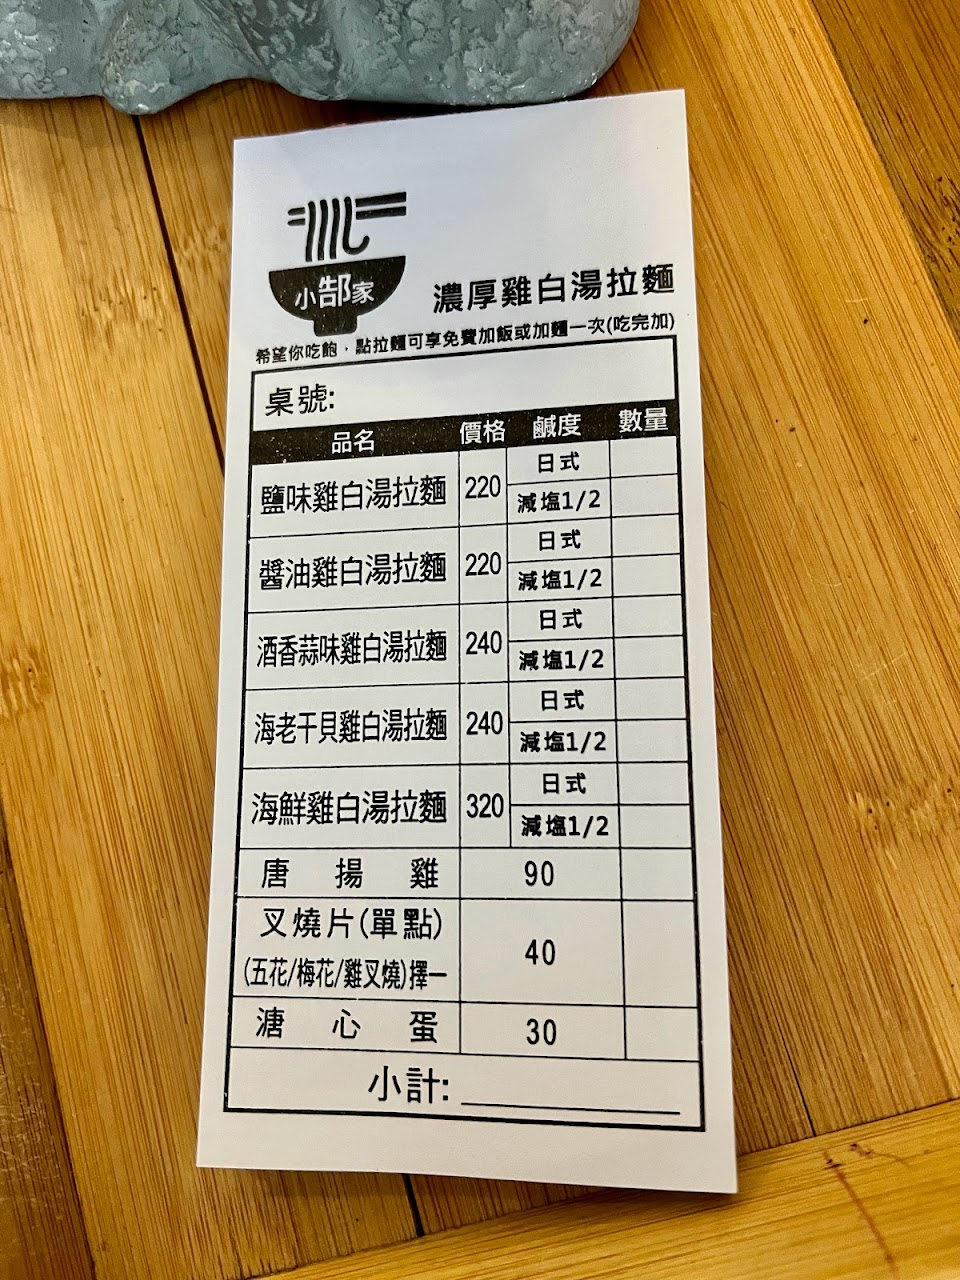 小郜家
濃厚雞白湯拉麵
希望你吃飽，點拉麵可享免費加飯或加麵一次(吃完加)
桌號:
品名 價格 鹹度 數量
鹽味雞白湯拉麵 220 日式
減塩1/2
醬油雞白湯拉麵 220 日式
減塩1/2
酒香蒜味雞白湯拉麵 240 日式
減塩1/2
海老干貝雞白湯拉麵 240 日式
減塩1/2
海鮮雞白湯拉麵 320 日式
減塩1/2
唐揚雞 90
叉燒片(單點) 40
(五花/梅花/雞叉燒)擇一
溏心蛋 30
小計: